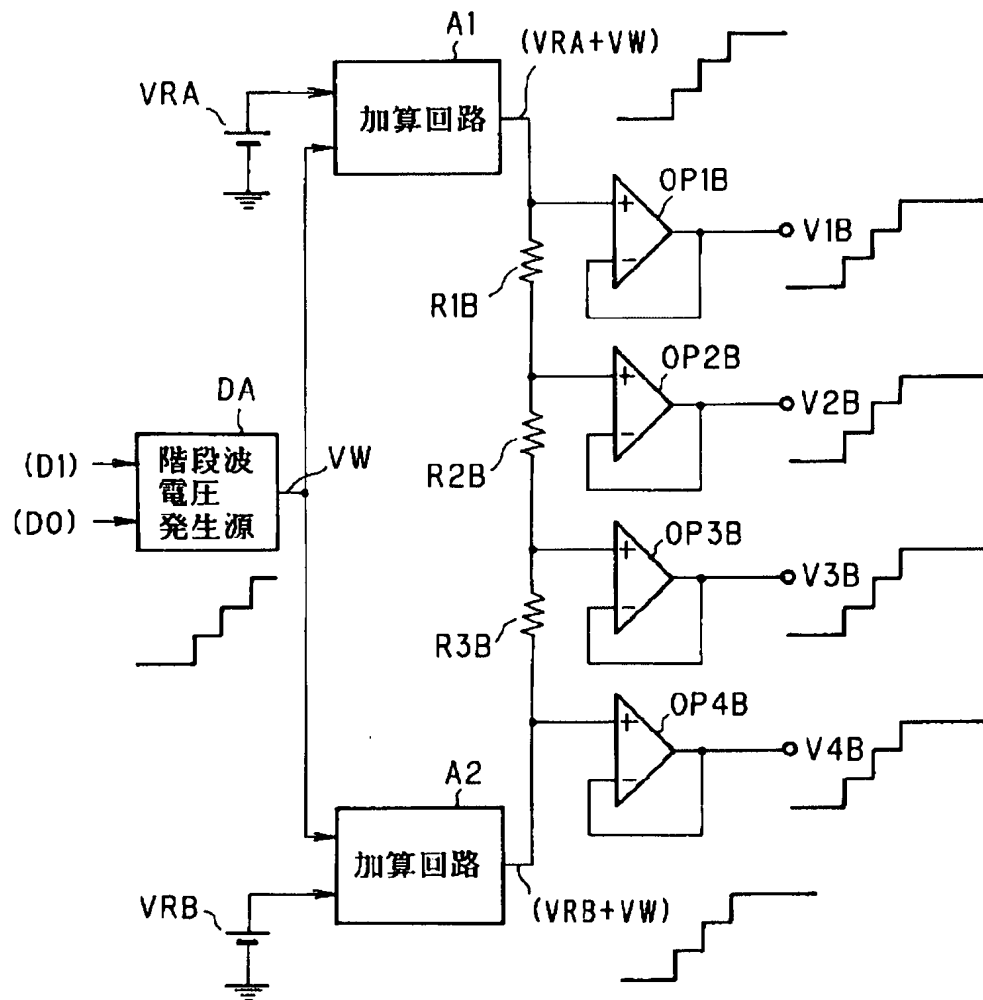 A1
(VRA+VW)
VRA
加算回路
OP1B
+
−
V1B
R1B
OP2B
+
−
V2B
DA
(D1)
(D0)
階段波
電圧
発生源
VW
R2B
OP3B
+
−
V3B
R3B
OP4B
+
−
V4B
A2
加算回路
VRB
(VRB+VW)